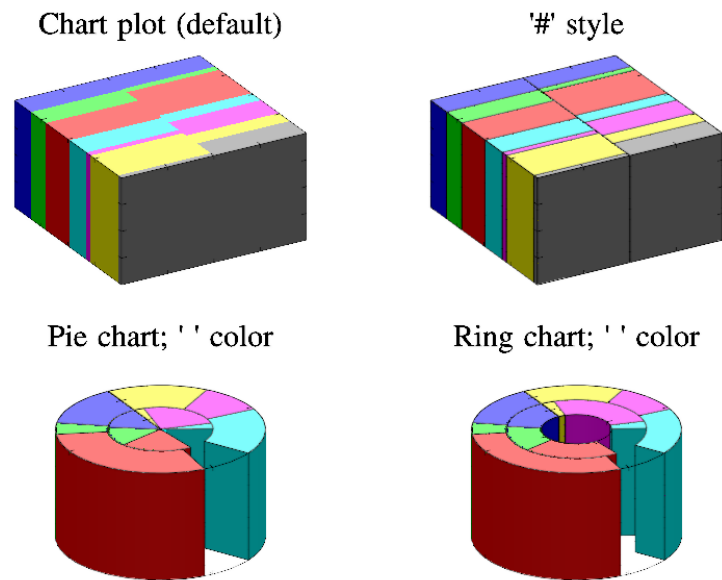 Chart plot (default)
'#' style
Pie chart; ' ' color
Ring chart; ' ' color